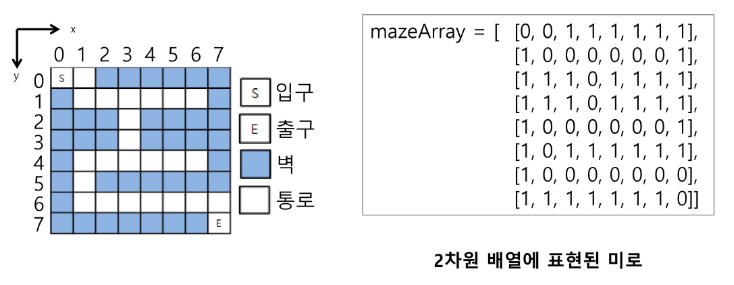 x
0 1 2 3 4 5 6 7
y
0 S
1
2
3
4
5
6
7 E
S 입구
E 출구
벽
통로
mazeArray = [ [0, 0, 1, 1, 1, 1, 1, 1],
[1, 0, 0, 0, 0, 0, 0, 1],
[1, 1, 1, 0, 1, 1, 1, 1],
[1, 1, 1, 0, 1, 1, 1, 1],
[1, 0, 0, 0, 0, 0, 0, 1],
[1, 0, 1, 1, 1, 1, 1, 1],
[1, 0, 0, 0, 0, 0, 0, 0],
[1, 1, 1, 1, 1, 1, 1, 0]]
2차원 배열에 표현된 미로